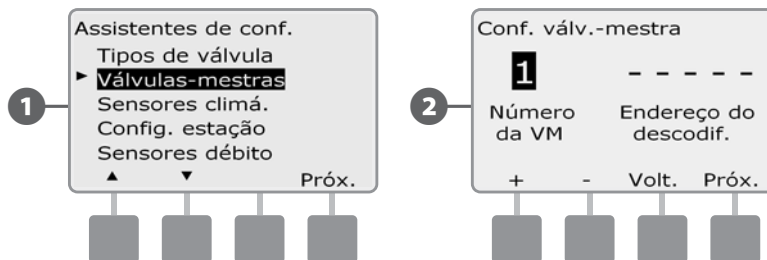 1
Assistentes de conf.
Tipos de válvula
► Válvulas-mestras
Sensores climá.
Config. estação
Sensores débito
▲ ▼ Próx.
2
Conf. válv.-mestra
1 - - - - -
Número da VM
Endereço do descodif.
+ - Volt. Próx.